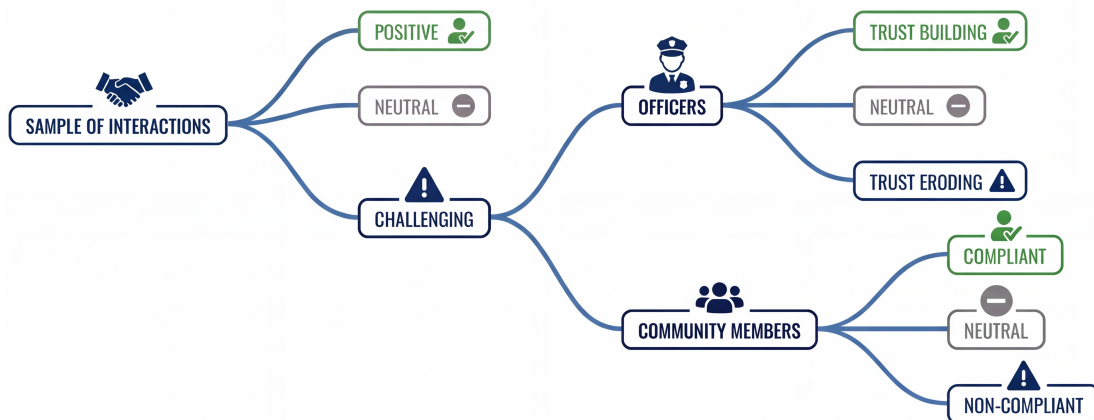 SAMPLE OF INTERACTIONS
POSITIVE
NEUTRAL
CHALLENGING
OFFICERS
TRUST BUILDING
NEUTRAL
TRUST ERODING
COMMUNITY MEMBERS
COMPLIANT
NEUTRAL
NON-COMPLIANT